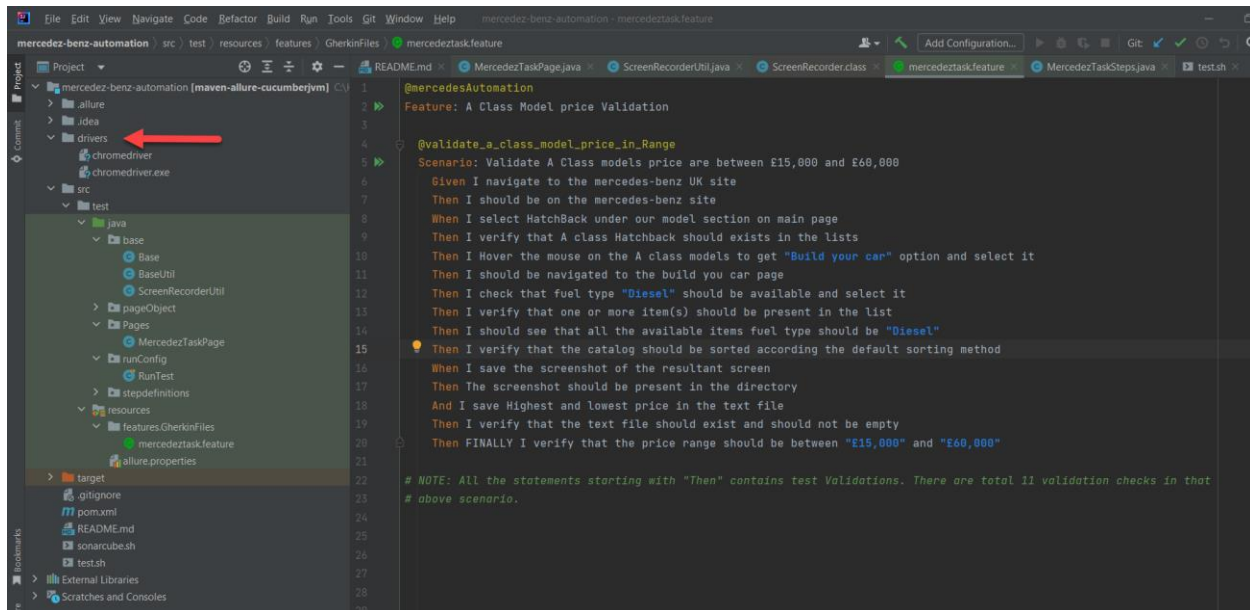 File Edit View Navigate Code Refactor Build Run Tools Git Window Help mercedez-benz-automation - mercedeztask.feature
mercedez-benz-automation src test resources features GherkinFiles mercedeztask.feature
Add Configuration... Git:
Project
README.md MercedezTaskPage.java ScreenRecorderUtil.java ScreenRecorder.class mercedeztask.feature MercedezTaskSteps.java test.sh
Project
Commit
Bookmarks
mercedez-benz-automation [maven-allure-cucumberjvm]
.allure
.idea
drivers
chromedriver
chromedriver.exe
src
test
java
base
Base
BaseUtil
ScreenRecorderUtil
pageObject
Pages
MercedezTaskPage
runConfig
RunTest
stepdefinitions
resources
features.GherkinFiles
mercedeztask.feature
allure.properties
target
.gitignore
pom.xml
README.md
sonarcube.sh
test.sh
External Libraries
Scratches and Consoles
1 @mercedesAutomation
2 Feature: A Class Model price Validation
3
4 @validate_a_class_model_price_in_Range
5 Scenario: Validate A Class models price are between £15,000 and £60,000
6 Given I navigate to the mercedes-benz UK site
7 Then I should be on the mercedes-benz site
8 When I select HatchBack under our model section on main page
9 Then I verify that A class Hatchback should exists in the lists
10 Then I Hover the mouse on the A class models to get "Build your car" option and select it
11 Then I should be navigated to the build you car page
12 Then I check that fuel type "Diesel" should be available and select it
13 Then I verify that one or more item(s) should be present in the list
14 Then I should see that all the available items fuel type should be "Diesel"
15 Then I verify that the catalog should be sorted according the default sorting method
16 When I save the screenshot of the resultant screen
17 Then The screenshot should be present in the directory
18 And I save Highest and lowest price in the text file
19 Then I verify that the text file should exist and should not be empty
20 Then FINALLY I verify that the price range should be between "£15,000" and "£60,000"
21
22 # NOTE: All the statements starting with "Then" contains test Validations. There are total 11 validation checks in that
23 # above scenario.
24
25
26
27
28